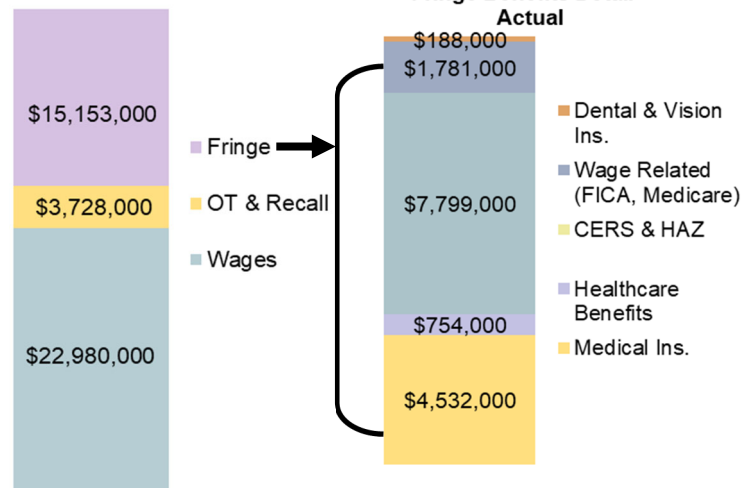 Actual
$15,153,000
$3,728,000
$22,980,000
Fringe
OT & Recall
Wages
$188,000
$1,781,000
$7,799,000
$754,000
$4,532,000
Dental & Vision
Ins.
Wage Related
(FICA, Medicare)
CERS & HAZ
Healthcare
Benefits
Medical Ins.